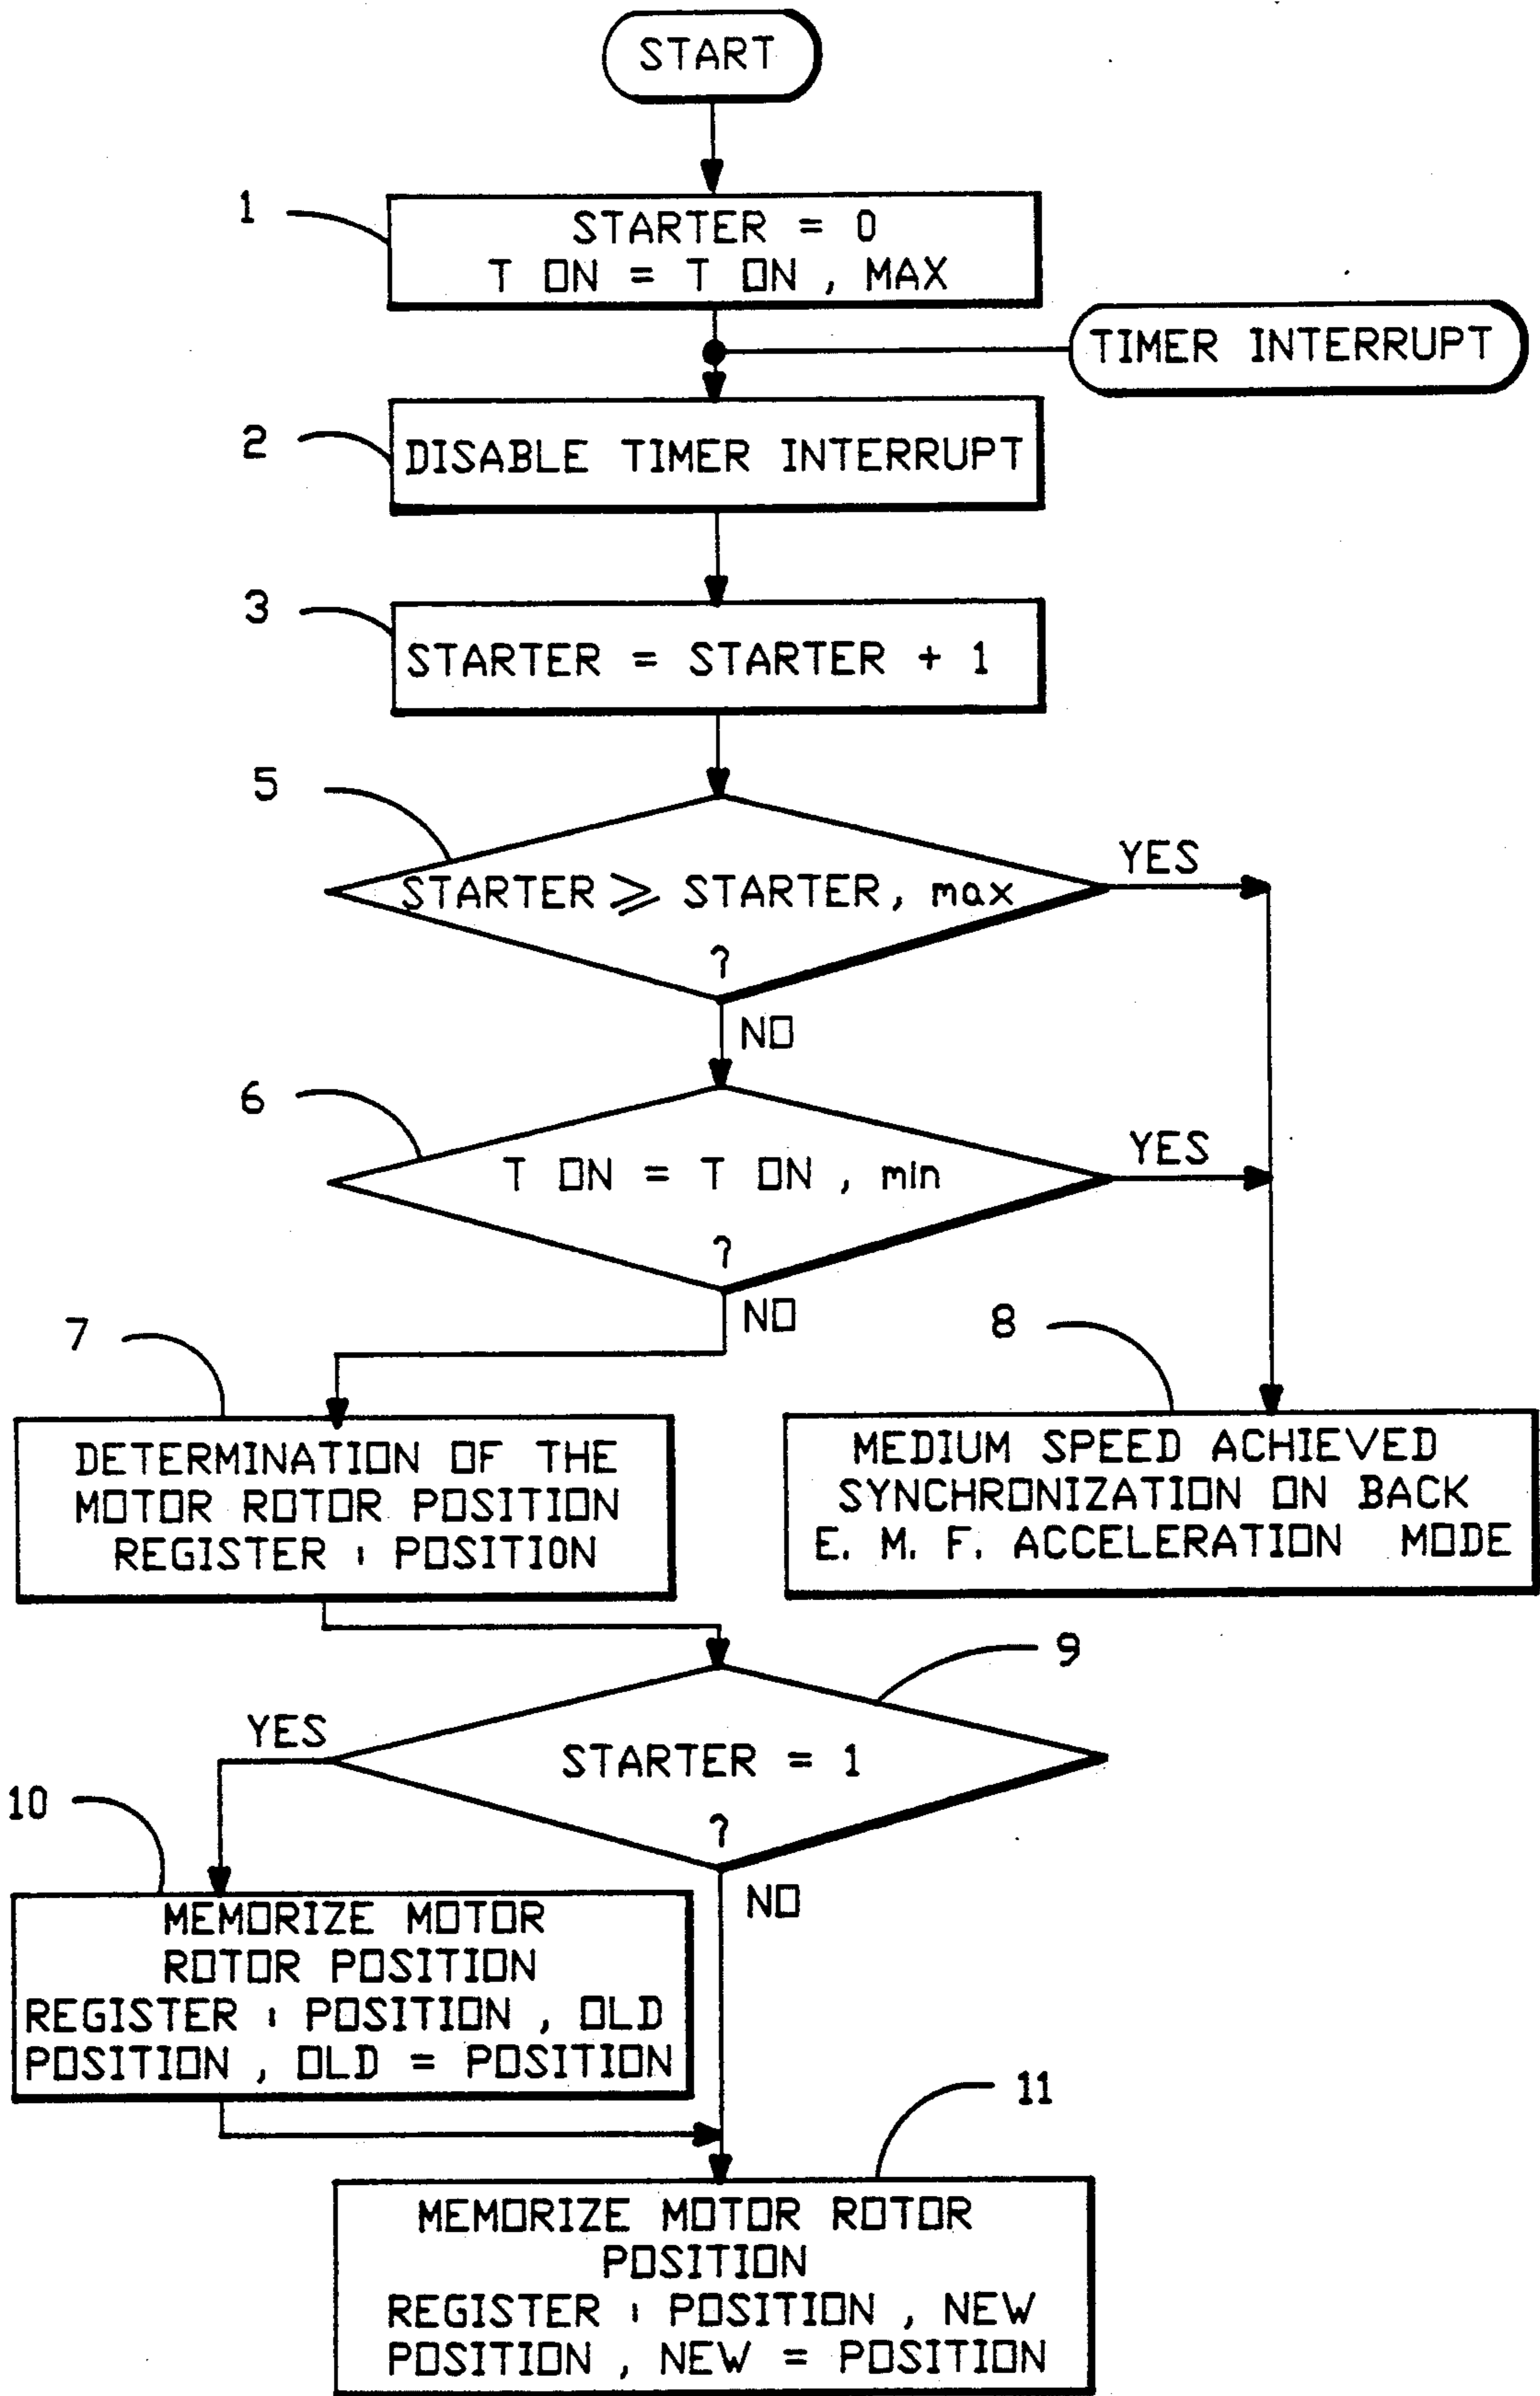 START
1
STARTER = 0
T ON = T ON , MAX
TIMER INTERRUPT
2
DISABLE TIMER INTERRUPT
3
STARTER = STARTER + 1
5
STARTER ⩾ STARTER, max
?
YES
NO
6
T ON = T ON , min
?
YES
NO
7
DETERMINATION OF THE
MOTOR ROTOR POSITION
REGISTER : POSITION
8
MEDIUM SPEED ACHIEVED
SYNCHRONIZATION ON BACK
E. M. F. ACCELERATION MODE
9
STARTER = 1
?
YES
NO
10
MEMORIZE MOTOR
ROTOR POSITION
REGISTER : POSITION , OLD
POSITION , OLD = POSITION
11
MEMORIZE MOTOR ROTOR
POSITION
REGISTER : POSITION , NEW
POSITION , NEW = POSITION